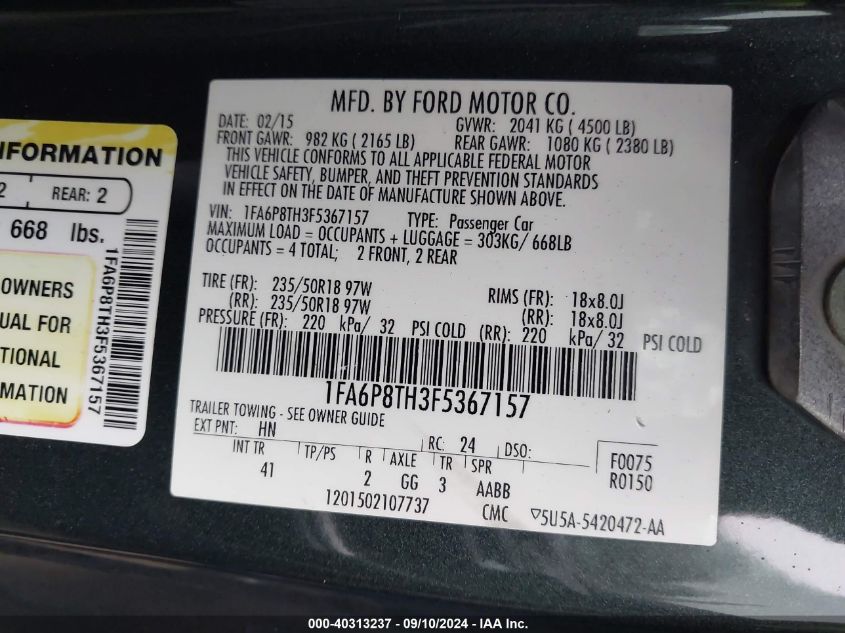 INFORMATION
2 REAR: 2
668 lbs.
OWNERS
UAL FOR
TIONAL
MATION
1FA6P8TH3F5367157
MFD. BY FORD MOTOR CO.
DATE: 02/15 GVWR: 2041 KG ( 4500 LB)
FRONT GAWR: 982 KG ( 2165 LB) REAR GAWR: 1080 KG ( 2380 LB)
THIS VEHICLE CONFORMS TO ALL APPLICABLE FEDERAL MOTOR
VEHICLE SAFETY, BUMPER, AND THEFT PREVENTION STANDARDS
IN EFFECT ON THE DATE OF MANUFACTURE SHOWN ABOVE.
VIN: 1FA6P8TH3F5367157 TYPE: Passenger Car
MAXIMUM LOAD = OCCUPANTS + LUGGAGE = 303KG/ 668LB
OCCUPANTS = 4 TOTAL; 2 FRONT, 2 REAR
TIRE (FR): 235/50R18 97W RIMS (FR): 18x8.0J
(RR): 235/50R18 97W (RR): 18x8.0J
PRESSURE (FR): 220 kPa/ 32 PSI COLD (RR): 220 kPa/ 32 PSI COLD
1FA6P8TH3F5367157
TRAILER TOWING - SEE OWNER GUIDE
EXT PNT: HN RC: 24 DSO: F0075
INT TR TP/PS R AXLE TR SPR R0150
41 2 GG 3 AABB
1201502107737 CMC ▽5U5A-5420472-AA
000-40313237 - 09/10/2024 - IAA Inc.